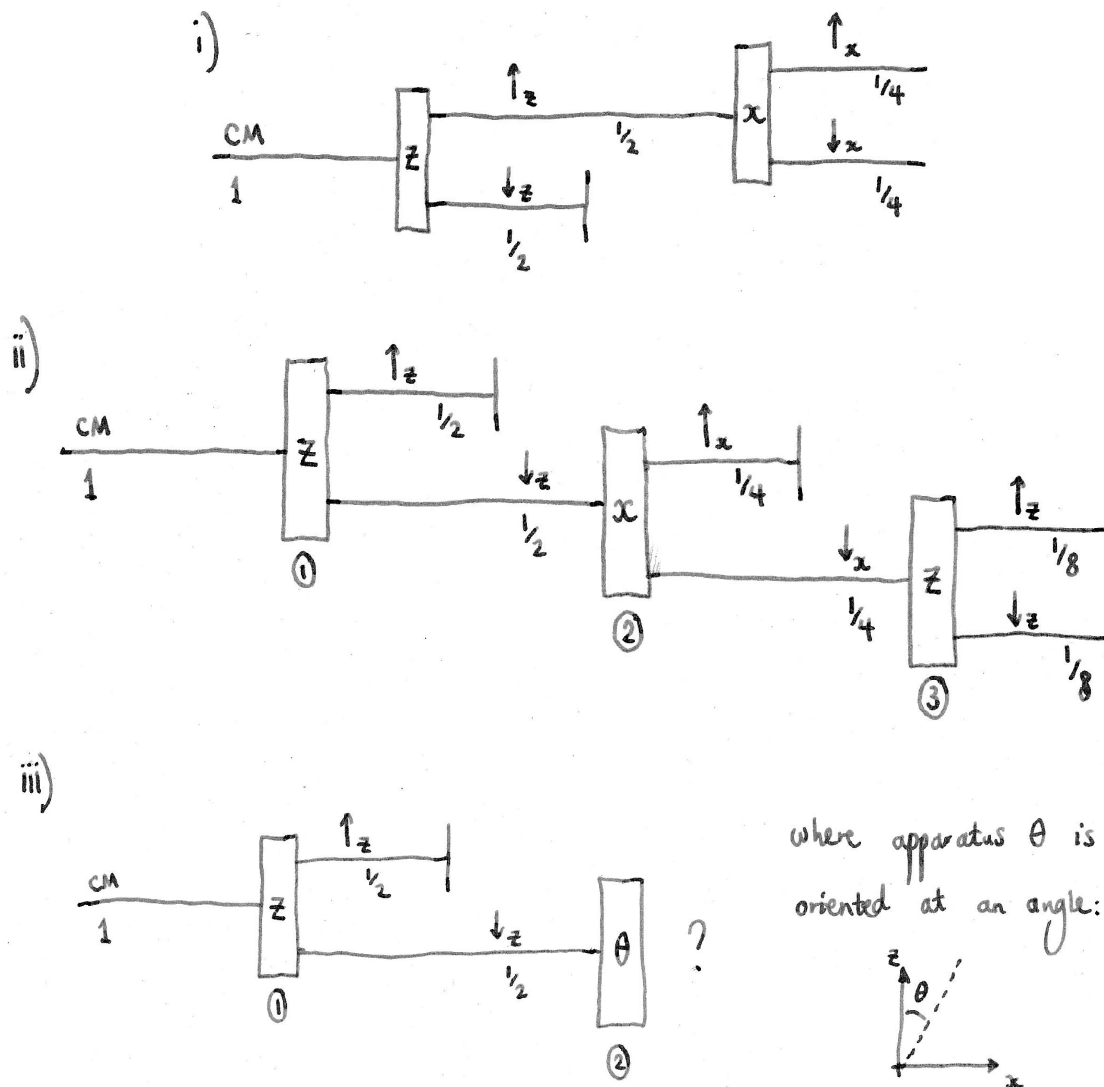 i)
CM
1
Z
↑z
1/2
↓z
1/2
x
↑x
1/4
↓x
1/4
ii)
CM
1
Z
①
↑z
1/2
↓z
1/2
x
②
↑x
1/4
↓x
1/4
Z
③
↑z
1/8
↓z
1/8
iii)
CM
1
Z
①
↑z
1/2
↓z
1/2
θ
②
?
where apparatus θ is
oriented at an angle:
z
θ
x